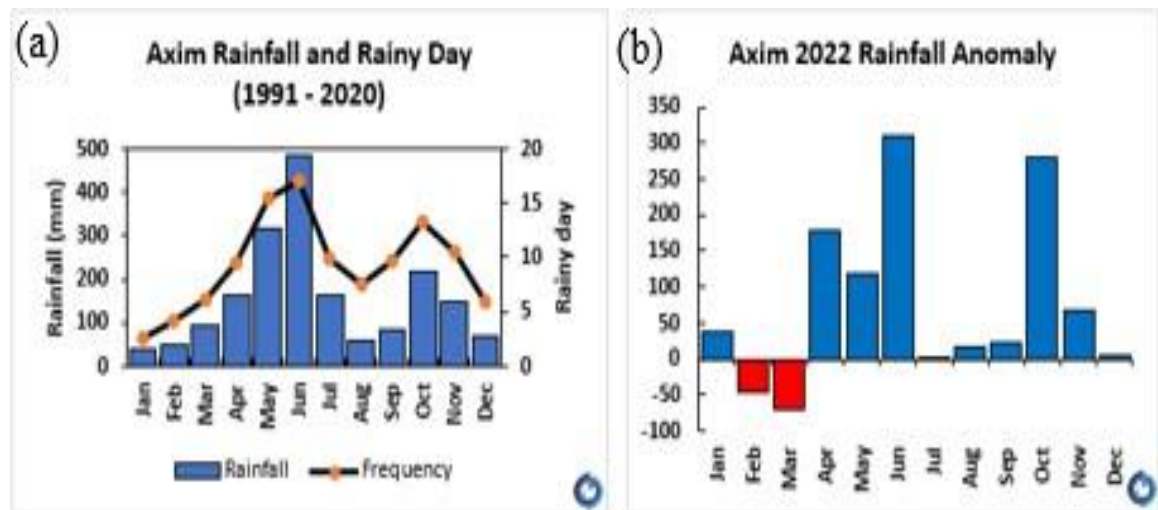 (a)
Axim Rainfall and Rainy Day
(1991 - 2020)
Rainfall (mm)
500
400
300
200
100
0
20
15
10
5
0
Rainy day
Jan Feb Mar Apr May Jun Jul Aug Sep Oct Nov Dec
Rainfall Frequency
(b)
Axim 2022 Rainfall Anomaly
350
300
250
200
150
100
50
0
-50
-100
Jan Feb Mar Apr May Jun Jul Aug Sep Oct Nov Dec